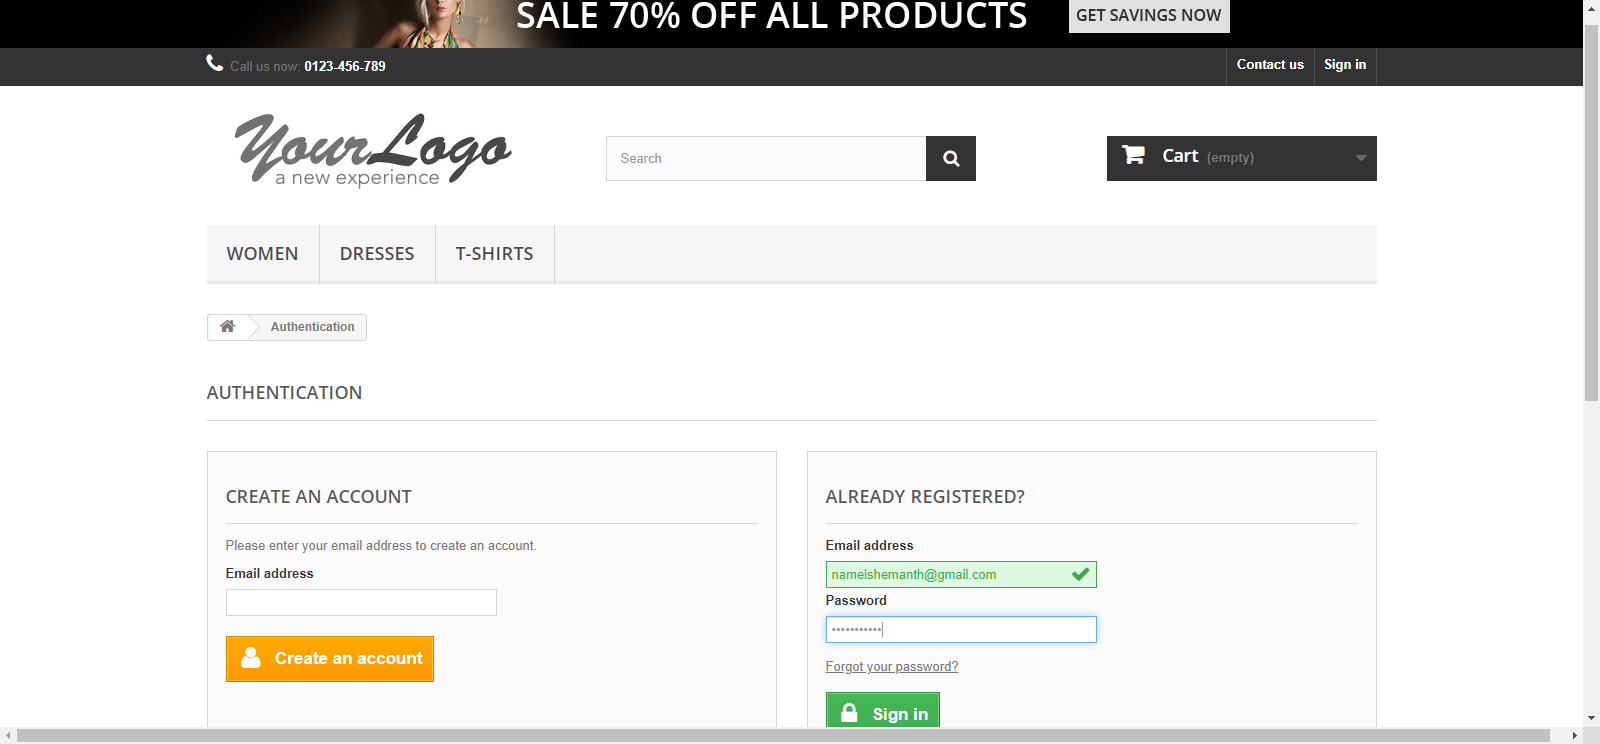 SALE 70% OFF ALL PRODUCTS
GET SAVINGS NOW
Call us now: 0123-456-789
Contact us
Sign in
YourLogo
a new experience
Search
Cart (empty)
WOMEN
DRESSES
T-SHIRTS
Authentication
AUTHENTICATION
CREATE AN ACCOUNT
Please enter your email address to create an account.
Email address
Create an account
ALREADY REGISTERED?
Email address
nameishemanth@gmail.com
Password
•••••••••••
Forgot your password?
Sign in